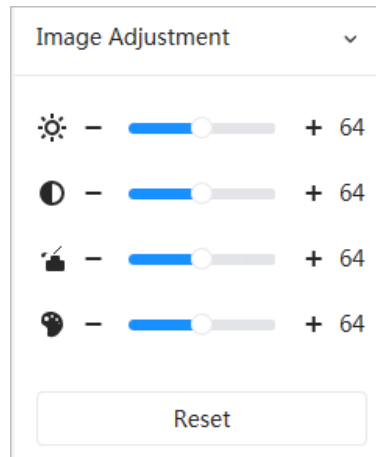 Image Adjustment
- + 64
- + 64
- + 64
- + 64
Reset